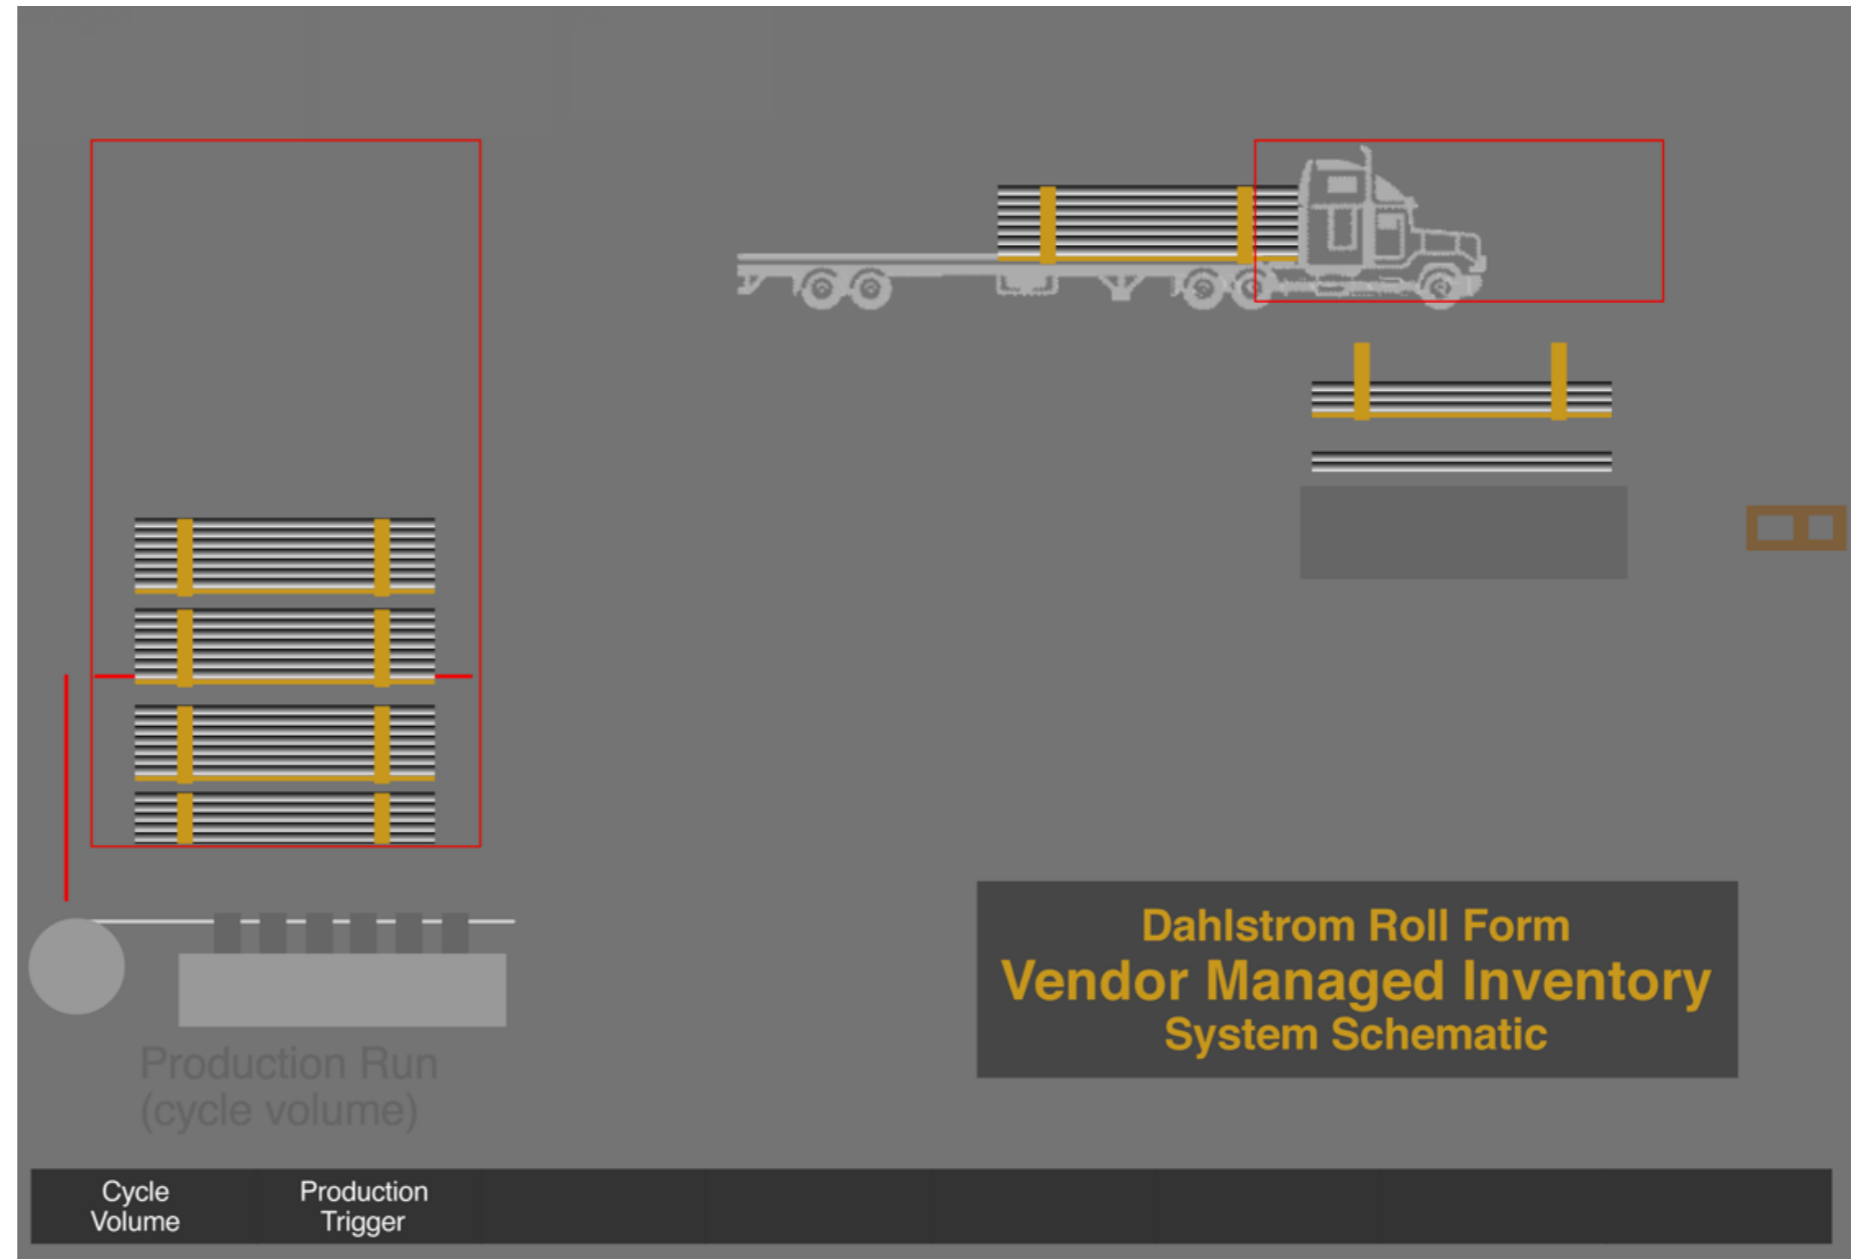 Dahlstrom Roll Form
Vendor Managed Inventory
System Schematic
Production Run
(cycle volume)
Cycle
Volume
Production
Trigger